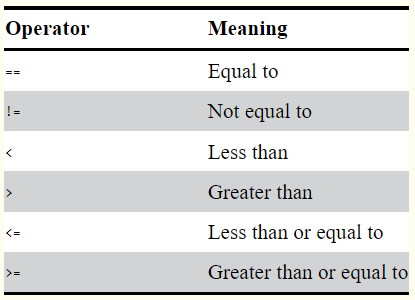 Operator Meaning
== Equal to
!= Not equal to
< Less than
> Greater than
<= Less than or equal to
>= Greater than or equal to